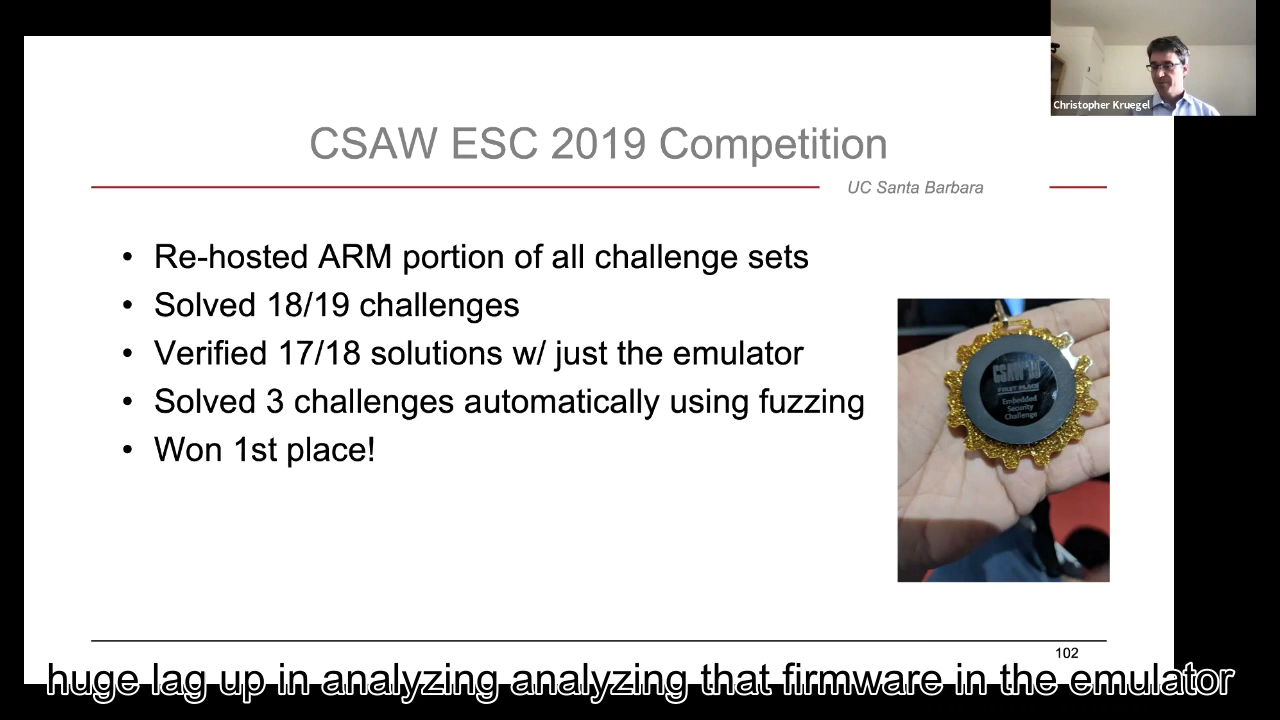 Christopher Kruegel
CSAW ESC 2019 Competition
UC Santa Barbara
• Re-hosted ARM portion of all challenge sets
• Solved 18/19 challenges
• Verified 17/18 solutions w/ just the emulator
• Solved 3 challenges automatically using fuzzing
• Won 1st place!
FIRST PLACE
Embedded
Security
Challenge
102
huge lag up in analyzing analyzing that firmware in the emulator